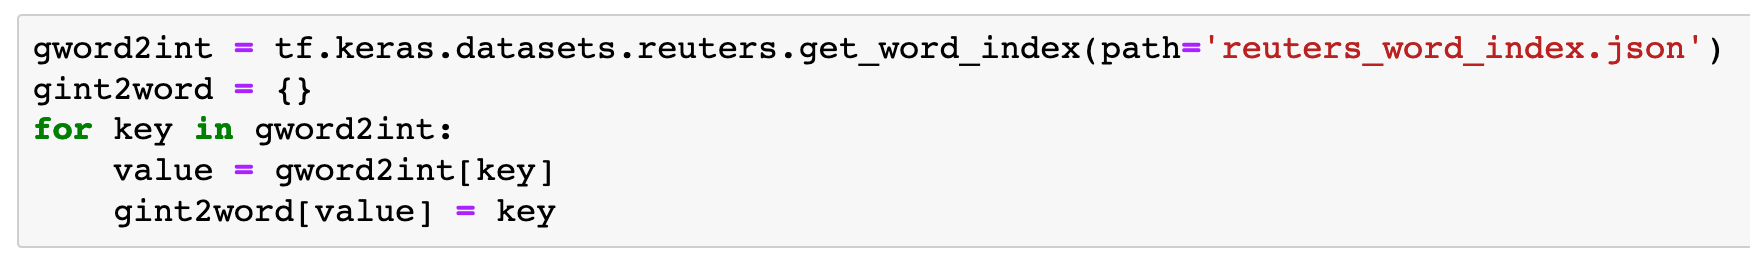 gword2int = tf.keras.datasets.reuters.get_word_index(path='reuters_word_index.json')
gint2word = {}
for key in gword2int:
    value = gword2int[key]
    gint2word[value] = key